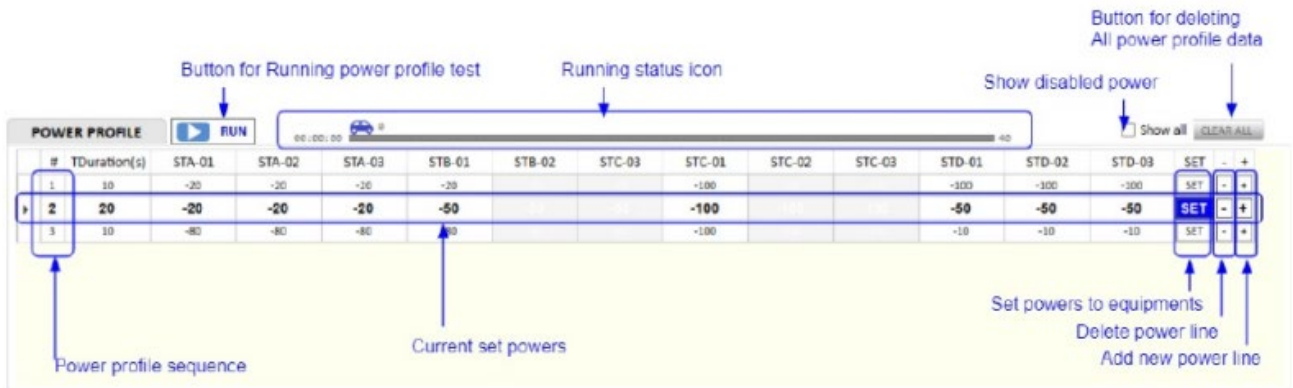 Button for deleting
All power profile data
Button for Running power profile test
Running status icon
Show disabled power
POWER PROFILE
RUN
00:00:00
0
40
Show all
CLEAR ALL
# TDuration(s) STA-01 STA-02 STA-03 STB-01 STB-02 STC-03 STC-01 STC-02 STC-03 STD-01 STD-02 STD-03 SET - +
1 10 -20 -20 -20 -20 -100 -100 -100 -100 SET - +
2 20 -20 -20 -20 -50 -100 -50 -50 -50 SET - +
3 10 -80 -80 -80 -100 -10 -10 -10 SET - +
Set powers to equipments
Delete power line
Current set powers
Add new power line
Power profile sequence